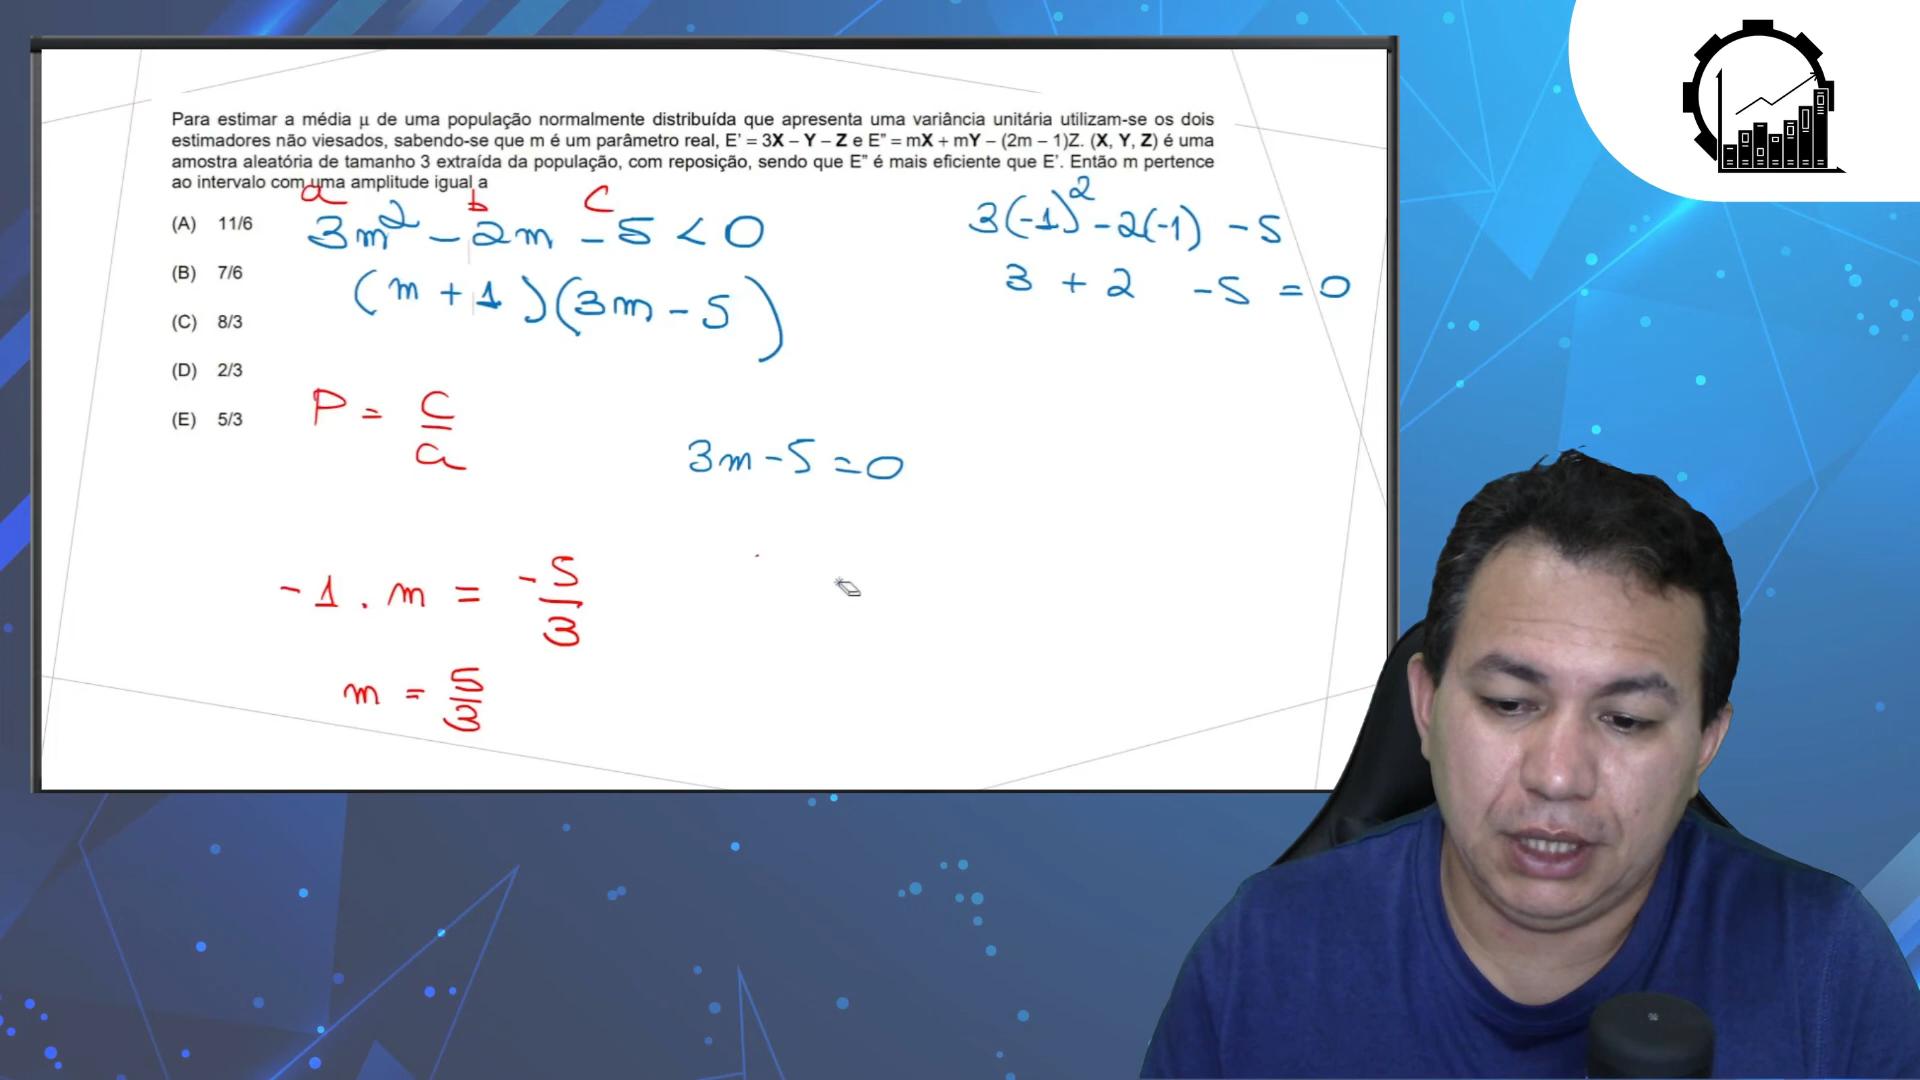 Para estimar a média μ de uma população normalmente distribuída que apresenta uma variância unitária utilizam-se os dois
estimadores não viesados, sabendo-se que m é um parâmetro real, E' = 3X – Y – Z e E" = mX + mY – (2m – 1)Z. (X, Y, Z) é uma
amostra aleatória de tamanho 3 extraída da população, com reposição, sendo que E" é mais eficiente que E'. Então m pertence
ao intervalo com uma amplitude igual a
a b c
(A) 11/6
3m² - 2m - 5 < 0
3(-1)² - 2(-1) - 5
(B) 7/6
(m + 1)(3m - 5)
3 + 2 - 5 = 0
(C) 8/3
(D) 2/3
(E) 5/3
P = c/a
3m - 5 = 0
-1 . m = -5/3
m = 5/3